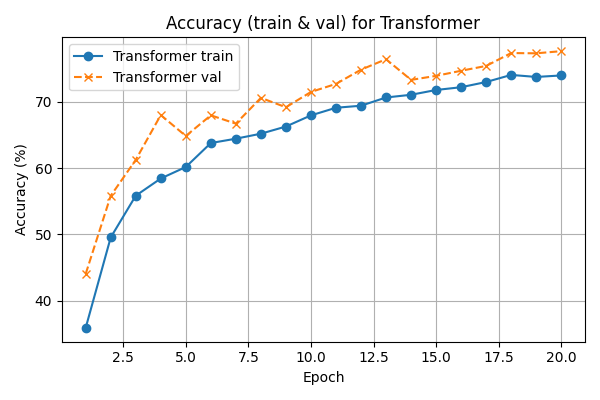 Accuracy (train & val) for Transformer
Transformer train
Transformer val
Accuracy (%)
70
60
50
40
2.5 5.0 7.5 10.0 12.5 15.0 17.5 20.0
Epoch